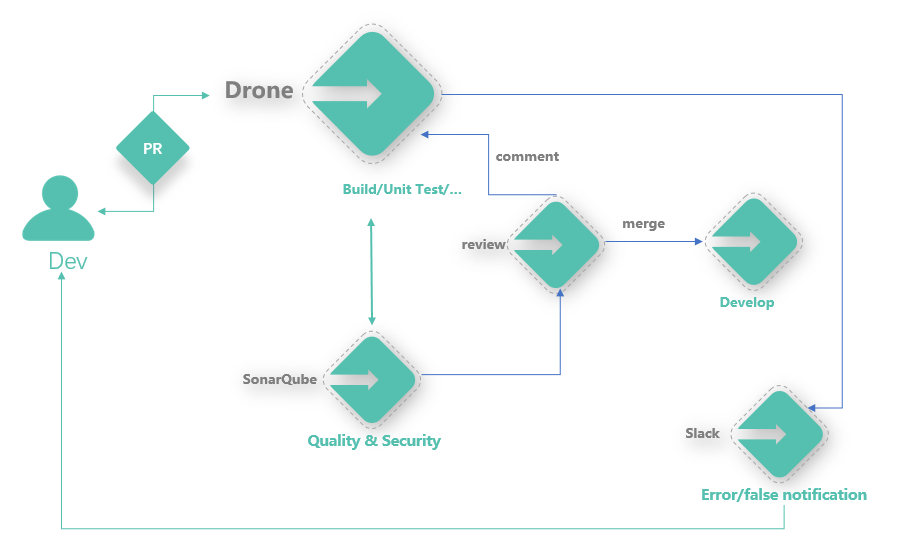 Drone
PR
comment
Build/Unit Test/...
Dev
review
merge
Develop
SonarQube
Quality & Security
Slack
Error/false notification